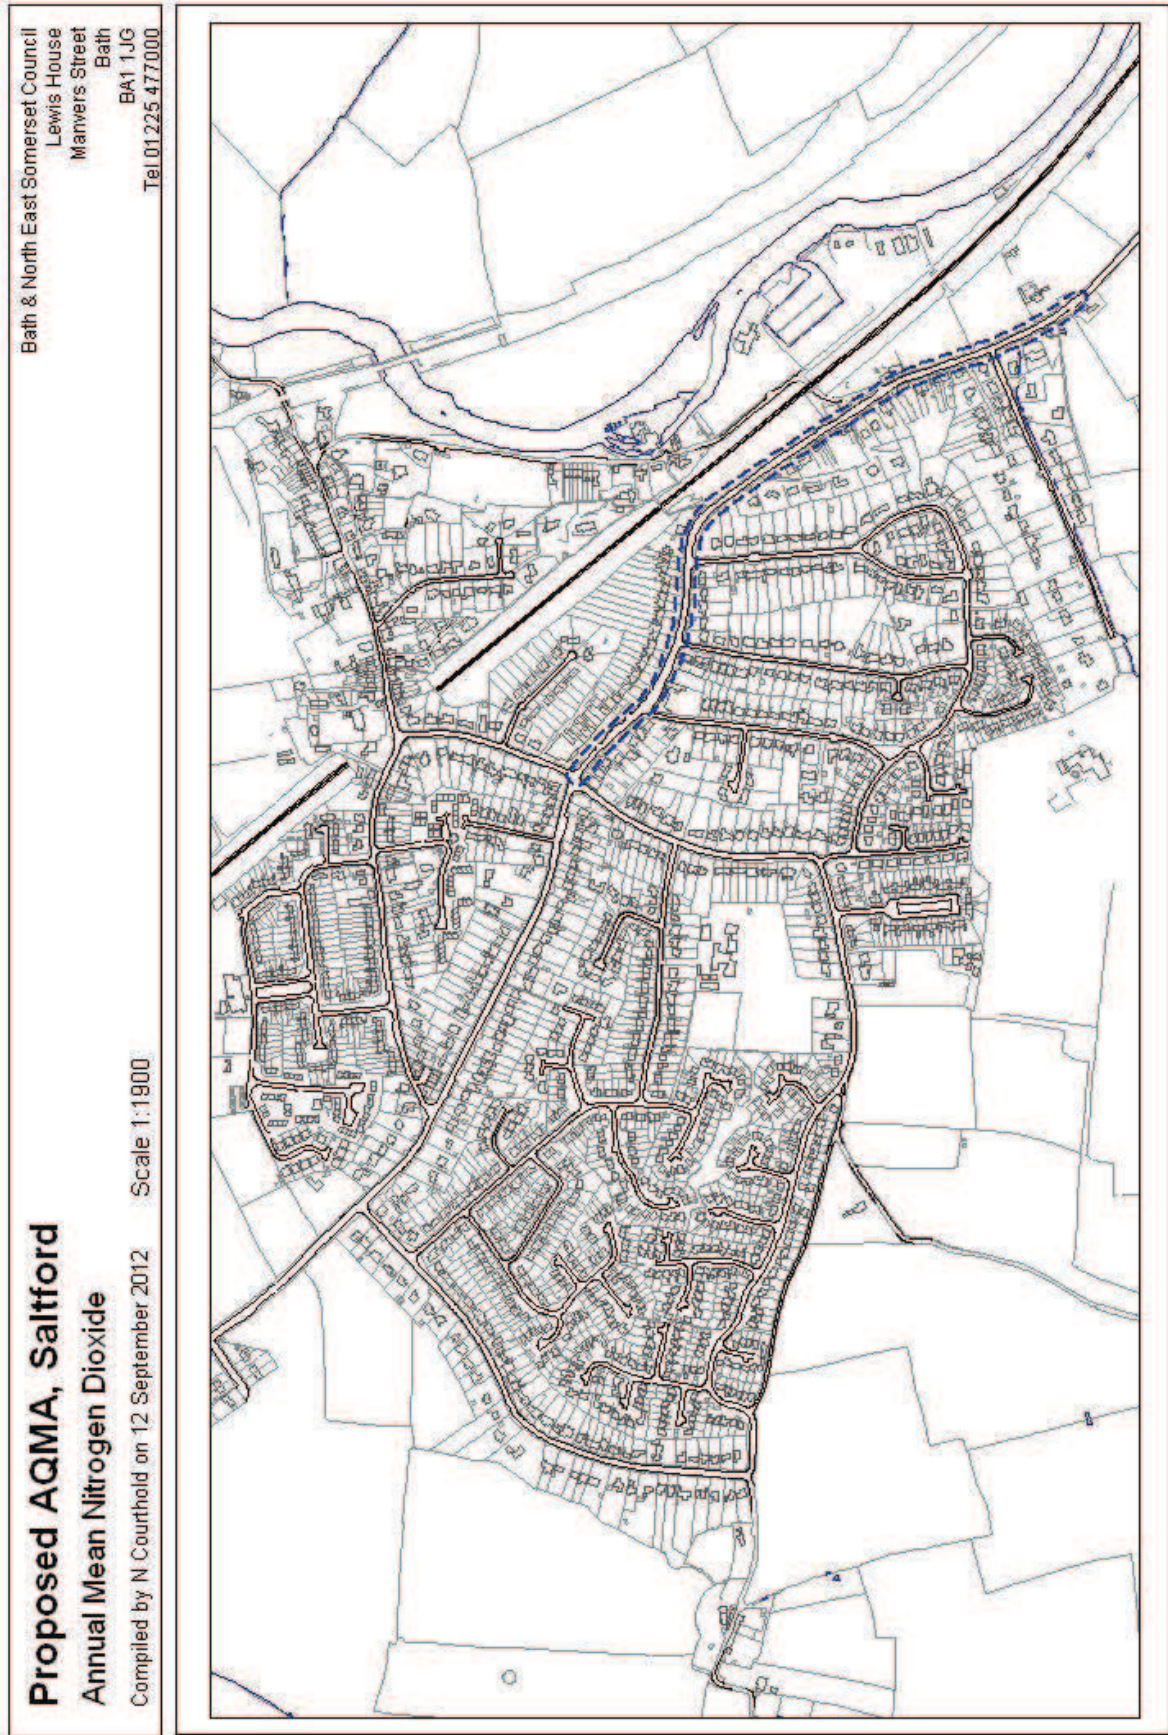 Proposed AQMA, Saltford
Annual Mean Nitrogen Dioxide
Compiled by N Courthold on 12 September 2012 Scale 1:1900
Bath & North East Somerset Council
Lewis House
Manvers Street
Bath
BA1 1JG
Tel 01225 477000